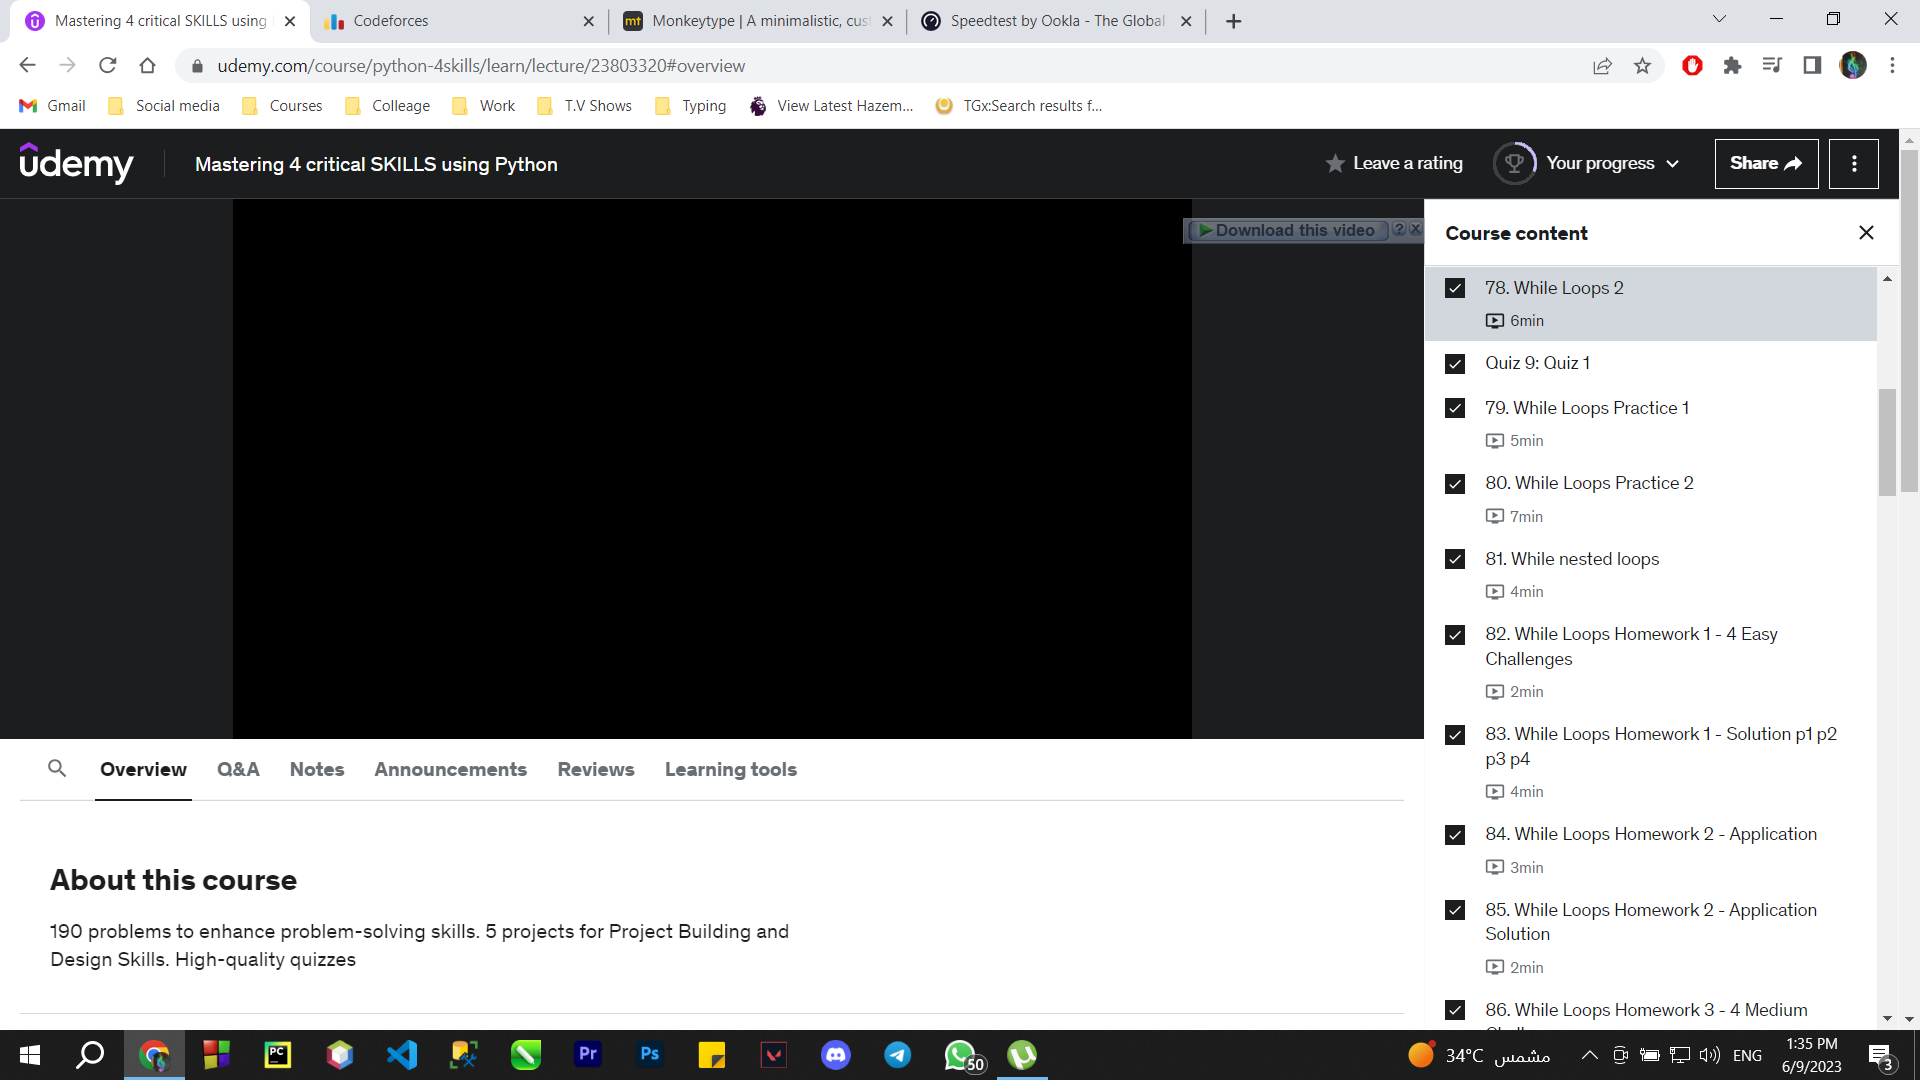 Mastering 4 critical SKILLS using
Codeforces
Monkeytype | A minimalistic, cus
Speedtest by Ookla - The Global
udemy.com/course/python-4skills/learn/lecture/23803320#overview
Gmail
Social media
Courses
Colleage
Work
T.V Shows
Typing
View Latest Hazem...
TGx:Search results f...
udemy
Mastering 4 critical SKILLS using Python
Leave a rating
Your progress
Share
Download this video
?
Course content
78. While Loops 2
6min
Quiz 9: Quiz 1
79. While Loops Practice 1
5min
80. While Loops Practice 2
7min
81. While nested loops
4min
82. While Loops Homework 1 - 4 Easy
Challenges
2min
83. While Loops Homework 1 - Solution p1 p2
p3 p4
4min
84. While Loops Homework 2 - Application
3min
85. While Loops Homework 2 - Application
Solution
2min
86. While Loops Homework 3 - 4 Medium
Overview
Q&A
Notes
Announcements
Reviews
Learning tools
About this course
190 problems to enhance problem-solving skills. 5 projects for Project Building and
Design Skills. High-quality quizzes
PC
Pr
Ps
50
34°C مشمس
ENG
1:35 PM
6/9/2023
3